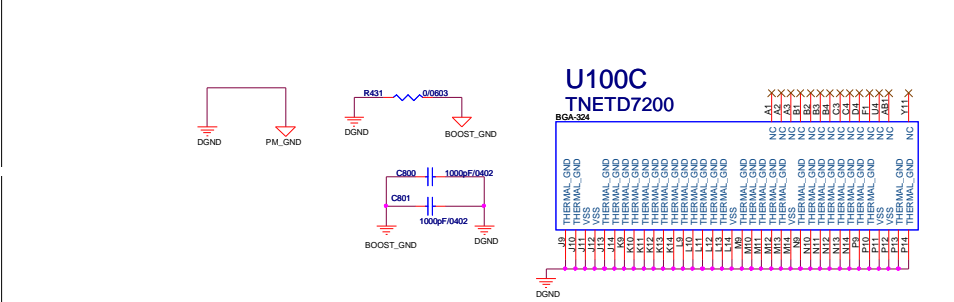 U100C
TNETD7200
BGA-324
A1
A2
A3
B1
B2
B3
B4
C3
C4
D4
F1
U4
AB1
Y11
NC
NC
NC
NC
NC
NC
NC
NC
NC
NC
NC
NC
NC
NC
THERMAL_GND
THERMAL_GND
VSS
VSS
THERMAL_GND
THERMAL_GND
THERMAL_GND
THERMAL_GND
THERMAL_GND
THERMAL_GND
THERMAL_GND
THERMAL_GND
THERMAL_GND
THERMAL_GND
THERMAL_GND
THERMAL_GND
THERMAL_GND
VSS
THERMAL_GND
THERMAL_GND
THERMAL_GND
THERMAL_GND
THERMAL_GND
VSS
THERMAL_GND
THERMAL_GND
THERMAL_GND
THERMAL_GND
THERMAL_GND
THERMAL_GND
THERMAL_GND
THERMAL_GND
VSS
VSS
THERMAL_GND
THERMAL_GND
J9
J10
J11
J12
J13
J14
K9
K10
K11
K12
K13
K14
L9
L10
L11
L12
L13
L14
M9
M10
M11
M12
M13
M14
N9
N10
N11
N12
N13
N14
P9
P10
P11
P12
P13
P14
DGND
R431 0/0603
DGND
PM_GND
DGND
BOOST_GND
C800 1000pF/0402
C801
1000pF/0402
BOOST_GND
DGND